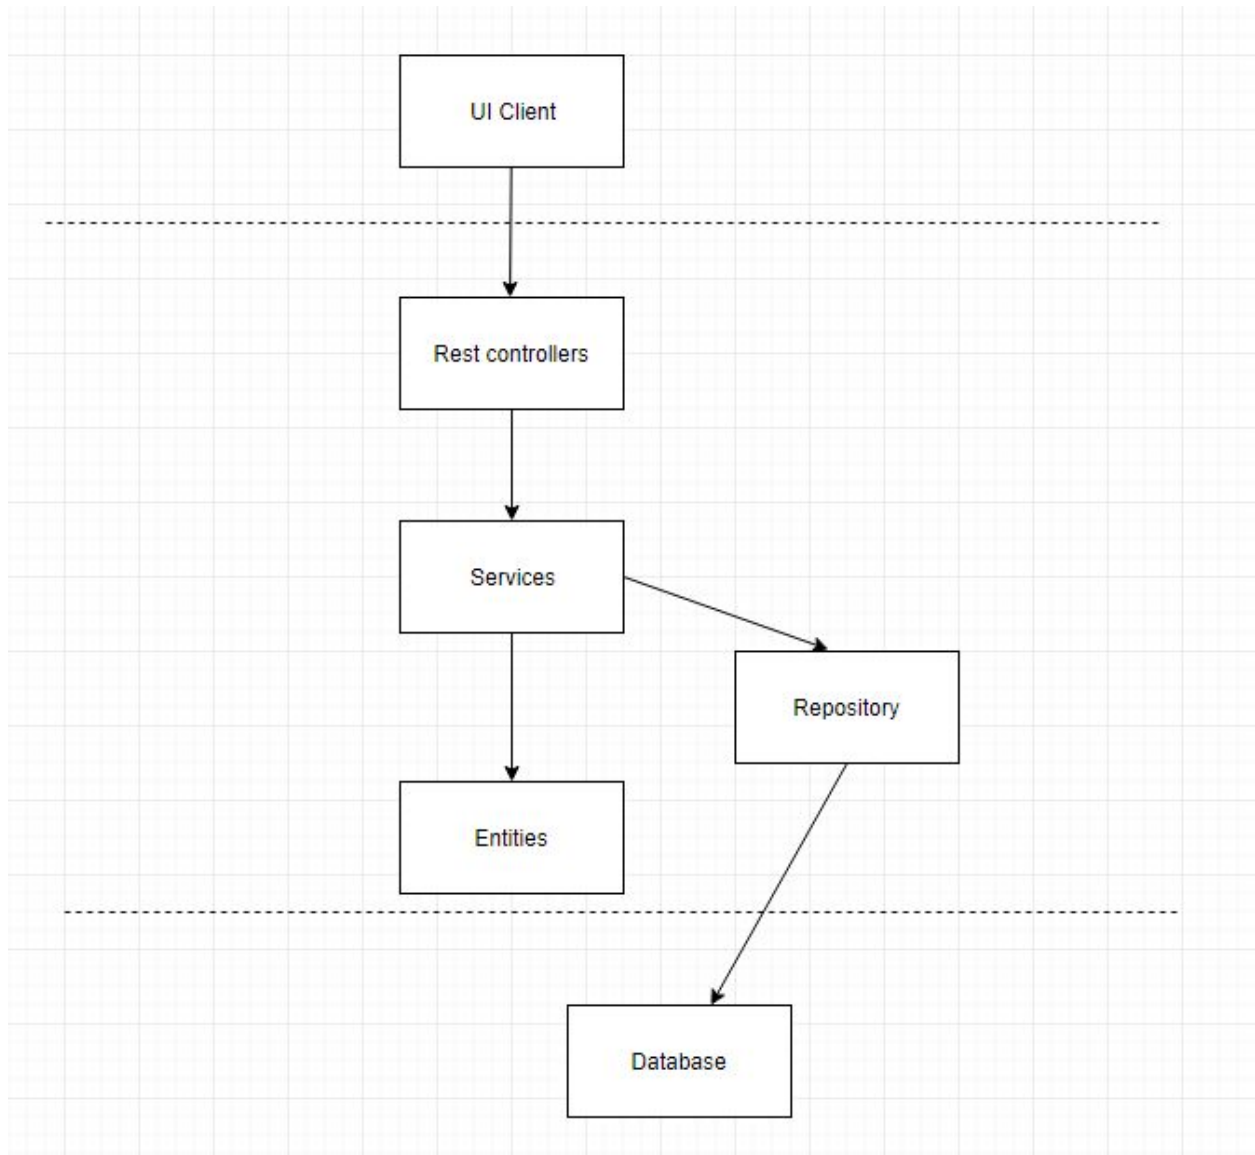 UI Client
Rest controllers
Services
Repository
Entities
Database